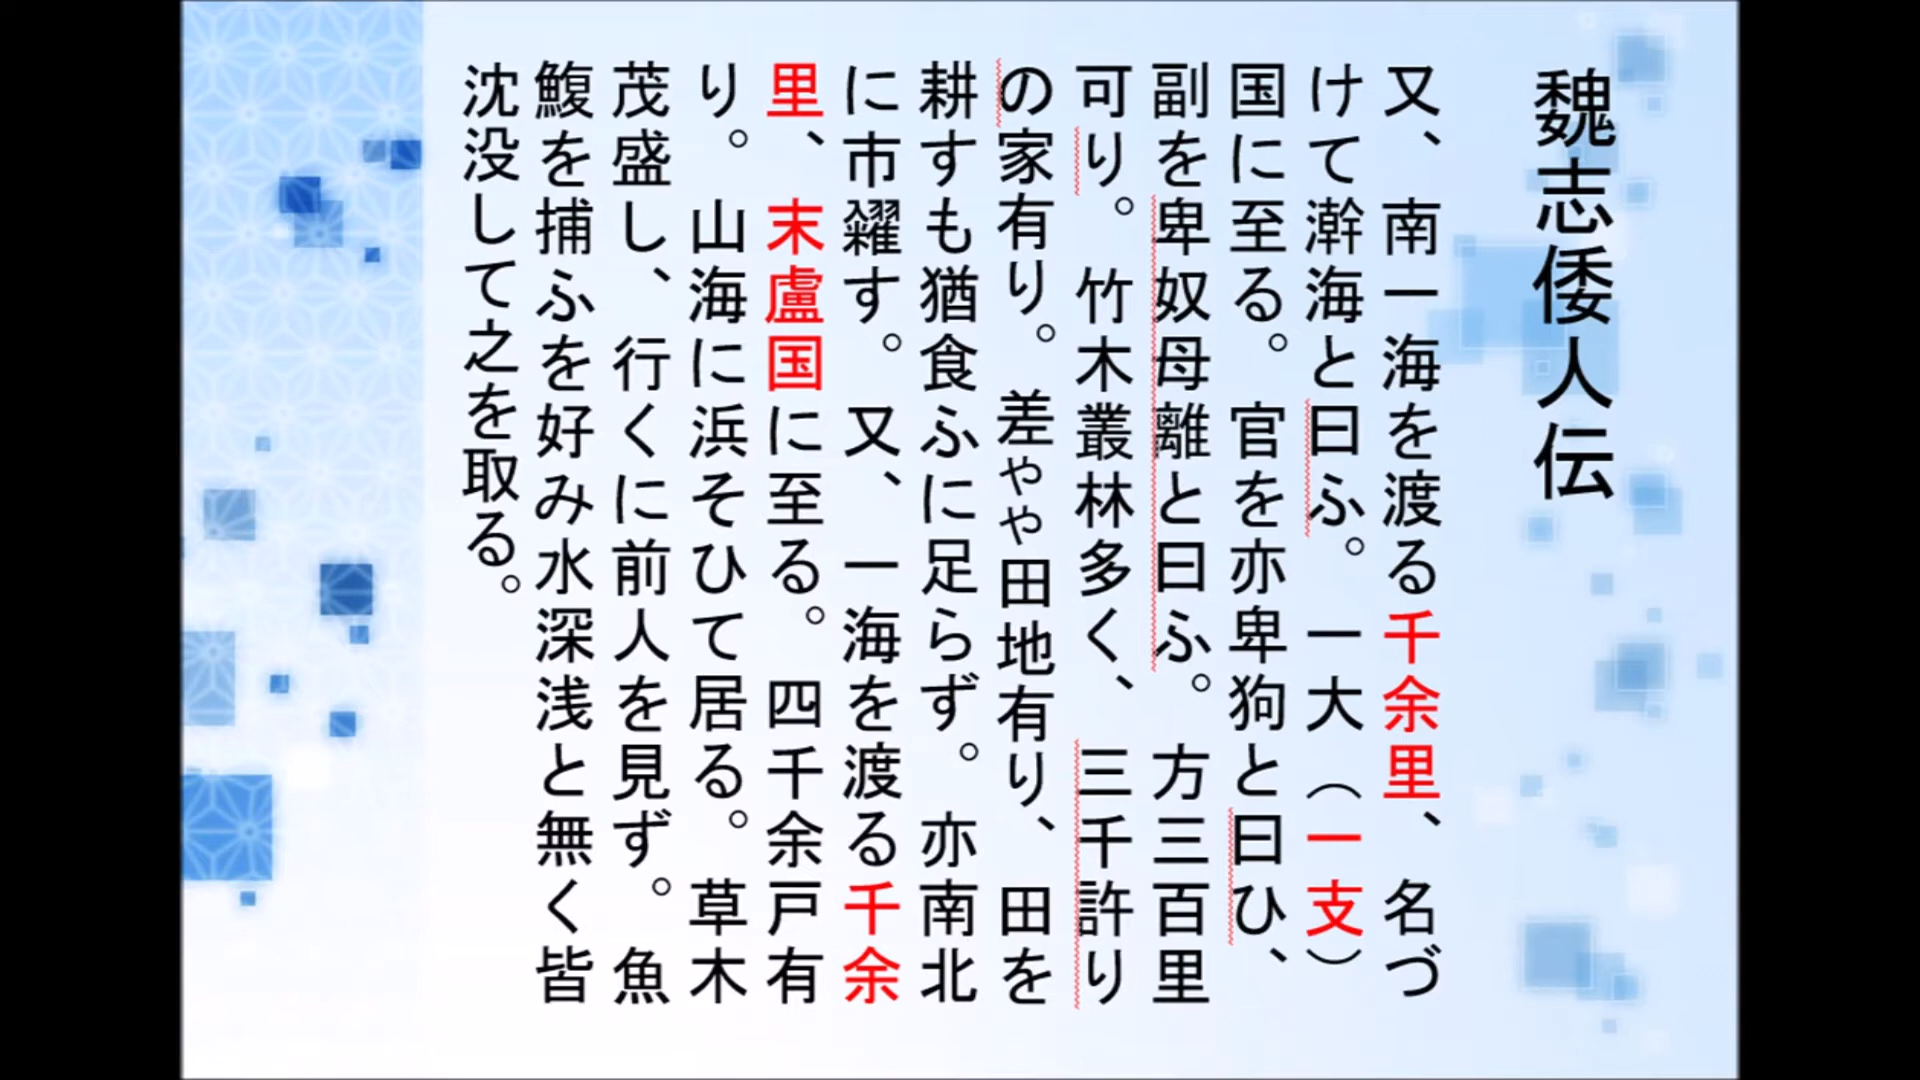 魏志倭人伝
又、南一海を渡る千余里、名づ
けて瀚海と曰ふ。一大（一支）
国に至る。官を亦卑狗と曰ひ、
副を卑奴母離と曰ふ。方三百里
可り。竹木叢林多く、三千許り
の家有り。差やや田地有り、田を
耕すも猶食ふに足らず。亦南北
に市糴す。又、一海を渡る千余
里、末盧国に至る。四千余戸有
り。山海に浜そひて居る。草木
茂盛し、行くに前人を見ず。魚
鰒を捕ふを好み水深浅と無く皆
沈没して之を取る。